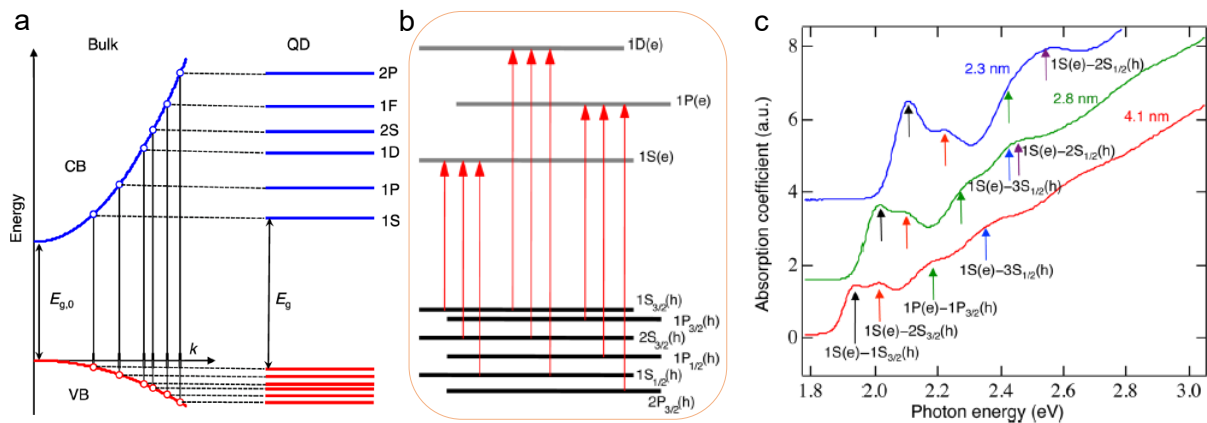 a
Bulk
QD
Energy
CB
VB
k
E_g,0
E_g
2P
1F
2S
1D
1P
1S
b
1D(e)
1P(e)
1S(e)
1S_3/2(h)
1P_3/2(h)
2S_3/2(h)
1P_1/2(h)
1S_1/2(h)
2P_3/2(h)
c
Absorption coefficient (a.u.)
8
6
4
2
0
2.3 nm
2.8 nm
4.1 nm
1S(e)−2S_1/2(h)
1S(e)−2S_1/2(h)
1S(e)−3S_1/2(h)
1S(e)−3S_1/2(h)
1P(e)−1P_3/2(h)
1S(e)−2S_3/2(h)
1S(e)−1S_3/2(h)
1.8 2.0 2.2 2.4 2.6 2.8 3.0
Photon energy (eV)